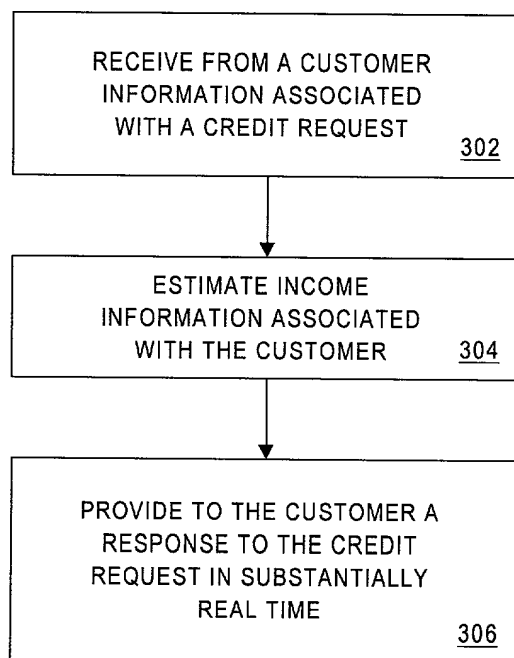 RECEIVE FROM A CUSTOMER
INFORMATION ASSOCIATED
WITH A CREDIT REQUEST
302
ESTIMATE INCOME
INFORMATION ASSOCIATED
WITH THE CUSTOMER
304
PROVIDE TO THE CUSTOMER A
RESPONSE TO THE CREDIT
REQUEST IN SUBSTANTIALLY
REAL TIME
306